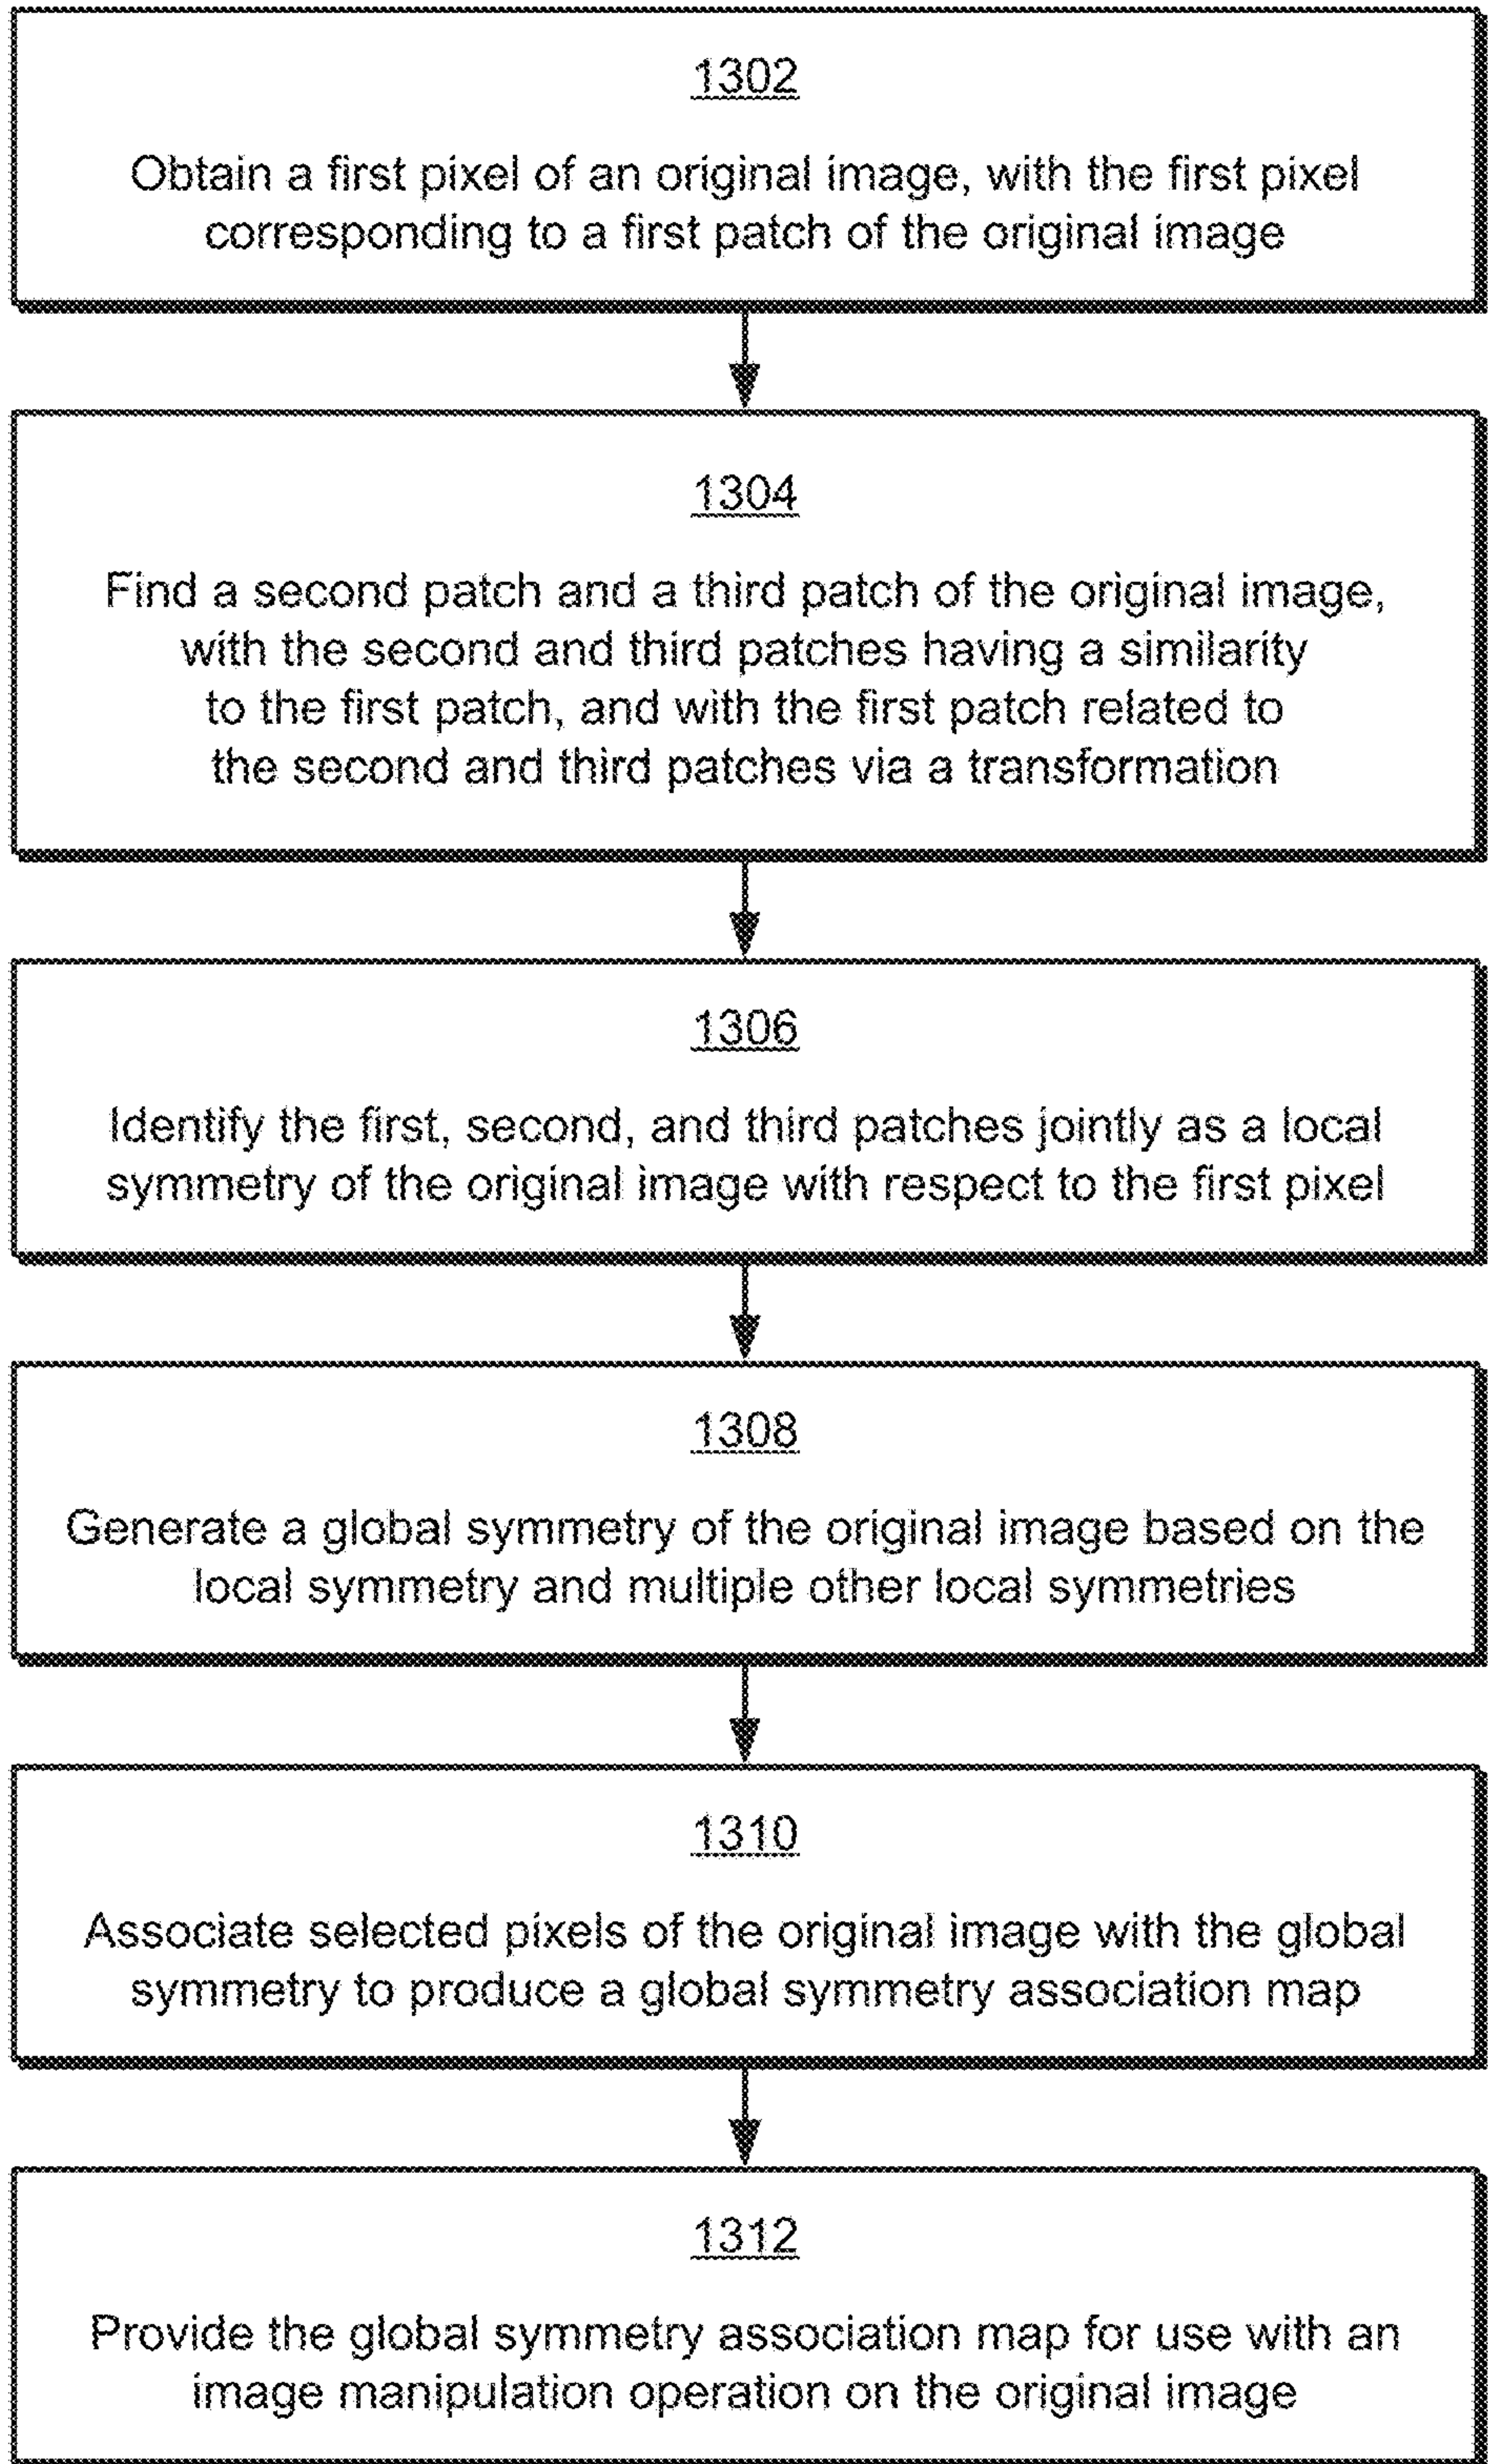 1302
Obtain a first pixel of an original image, with the first pixel
corresponding to a first patch of the original image
1304
Find a second patch and a third patch of the original image,
with the second and third patches having a similarity
to the first patch, and with the first patch related to
the second and third patches via a transformation
1306
Identify the first, second, and third patches jointly as a local
symmetry of the original image with respect to the first pixel
1308
Generate a global symmetry of the original image based on the
local symmetry and multiple other local symmetries
1310
Associate selected pixels of the original image with the global
symmetry to produce a global symmetry association map
1312
Provide the global symmetry association map for use with an
image manipulation operation on the original image